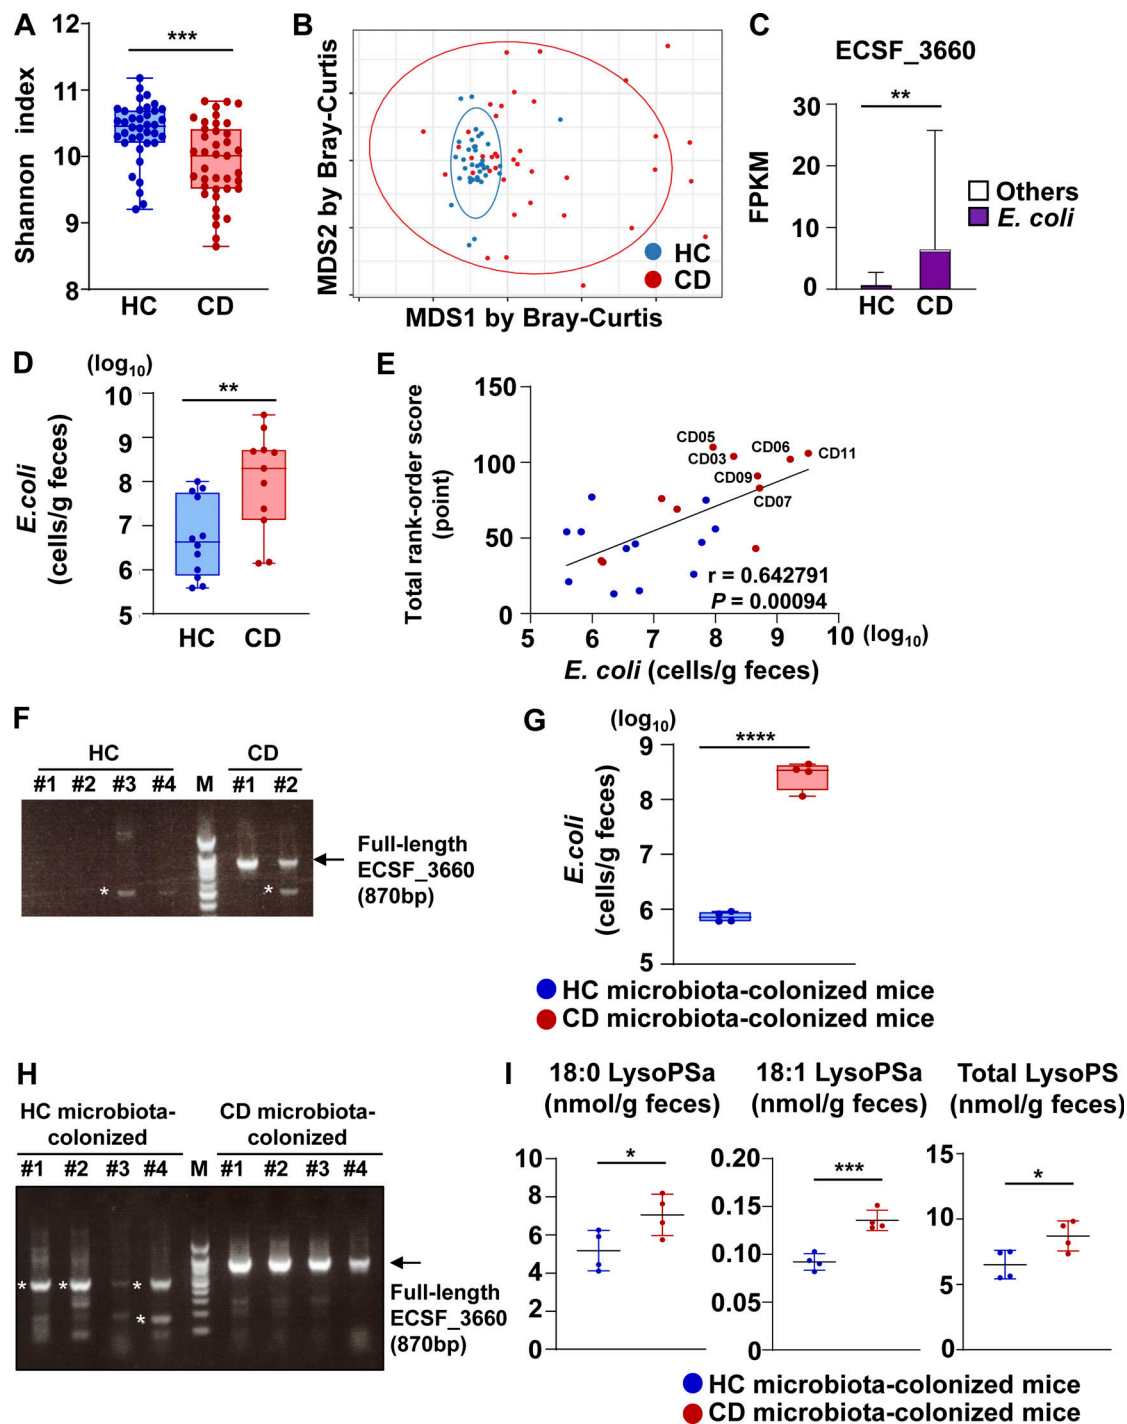 A
12
11
10
9
8
Shannon index
***
HC
CD
B
MDS2 by Bray-Curtis
HC
CD
MDS1 by Bray-Curtis
C
ECSF_3660
30
20
10
0
FPKM
**
HC
CD
Others
E. coli
D
(log10)
10
9
8
7
6
5
E.coli
(cells/g feces)
**
HC
CD
E
150
100
50
0
Total rank-order score
(point)
CD05
CD03
CD06
CD11
CD09
CD07
r = 0.642791
P = 0.00094
5
6
7
8
9
10
(log10)
E. coli (cells/g feces)
F
HC
CD
#1
#2
#3
#4
M
#1
#2
*
*
Full-length
ECSF_3660
(870bp)
G
(log10)
9
8
7
6
5
E.coli
(cells/g feces)
****
HC microbiota-colonized mice
CD microbiota-colonized mice
H
HC microbiota-
colonized
CD microbiota-
colonized
#1
#2
#3
#4
M
#1
#2
#3
#4
*
*
*
*
Full-length
ECSF_3660
(870bp)
I
18:0 LysoPSa
(nmol/g feces)
10
8
6
4
2
0
*
18:1 LysoPSa
(nmol/g feces)
0.20
0.15
0.10
0.05
0
***
Total LysoPS
(nmol/g feces)
15
10
5
0
*
HC microbiota-colonized mice
CD microbiota-colonized mice